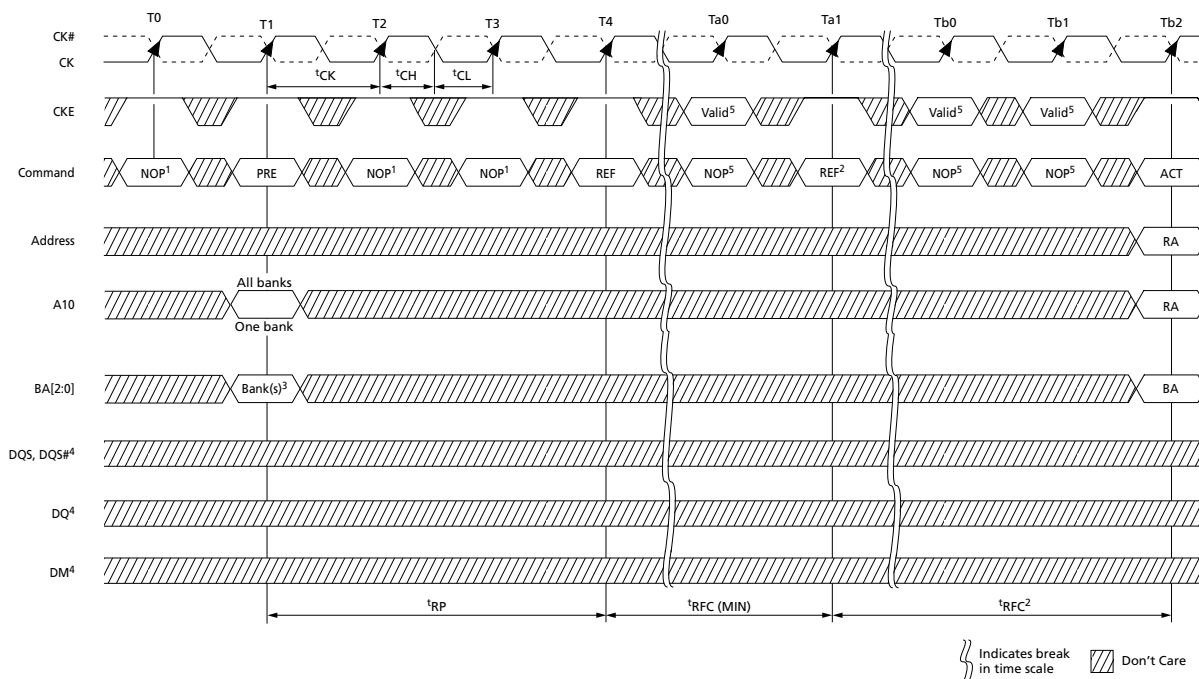 T0 T1 T2 T3 T4 Ta0 Ta1 Tb0 Tb1 Tb2
CK#
CK
tCK tCH tCL
CKE Valid5 Valid5 Valid5
Command NOP1 PRE NOP1 NOP1 REF NOP5 REF2 NOP5 NOP5 ACT
Address RA
All banks
A10 RA
One bank
BA[2:0] Bank(s)3 BA
DQS, DQS#4
DQ4
DM4
tRP tRFC (MIN) tRFC2
Indicates break
in time scale
Don't Care